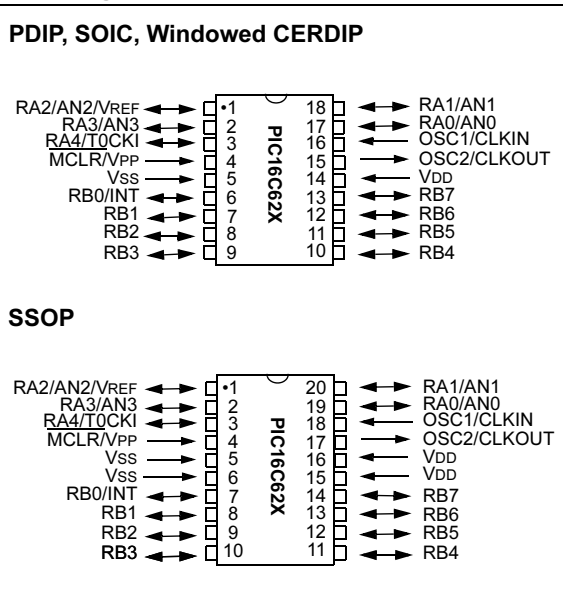 PDIP, SOIC, Windowed CERDIP
RA2/AN2/VREF •1 18 RA1/AN1
RA3/AN3 2 17 RA0/AN0
RA4/T0CKI 3 16 OSC1/CLKIN
MCLR/VPP 4 15 OSC2/CLKOUT
VSS 5 14 VDD
RB0/INT 6 13 RB7
RB1 7 12 RB6
RB2 8 11 RB5
RB3 9 10 RB4
PIC16C62X
SSOP
RA2/AN2/VREF •1 20 RA1/AN1
RA3/AN3 2 19 RA0/AN0
RA4/T0CKI 3 18 OSC1/CLKIN
MCLR/VPP 4 17 OSC2/CLKOUT
VSS 5 16 VDD
VSS 6 15 VDD
RB0/INT 7 14 RB7
RB1 8 13 RB6
RB2 9 12 RB5
RB3 10 11 RB4
PIC16C62X